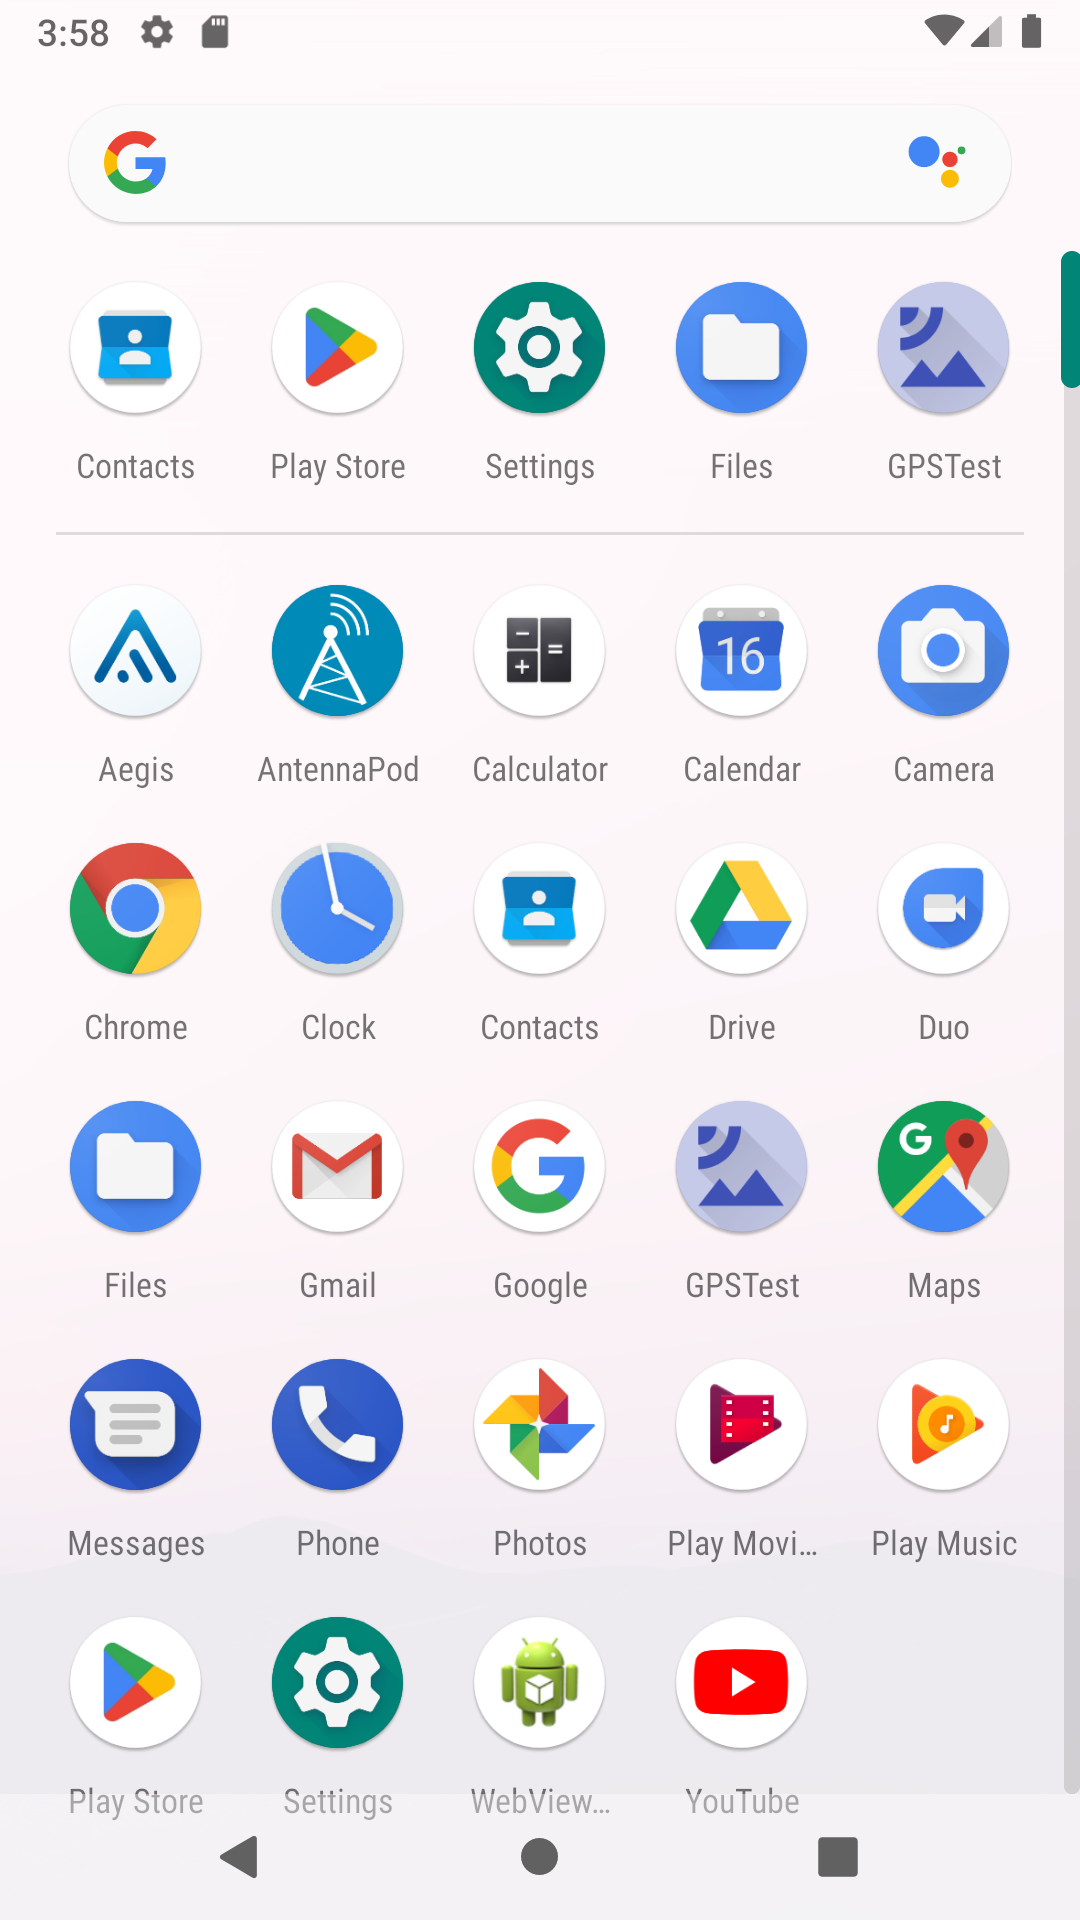 3:58
Contacts
Play Store
Settings
Files
GPSTest
Aegis
AntennaPod
Calculator
16
Calendar
Camera
Chrome
Clock
Contacts
Drive
Duo
Files
Gmail
Google
GPSTest
Maps
Messages
Phone
Photos
Play Movi...
Play Music
Play Store
Settings
WebView...
YouTube